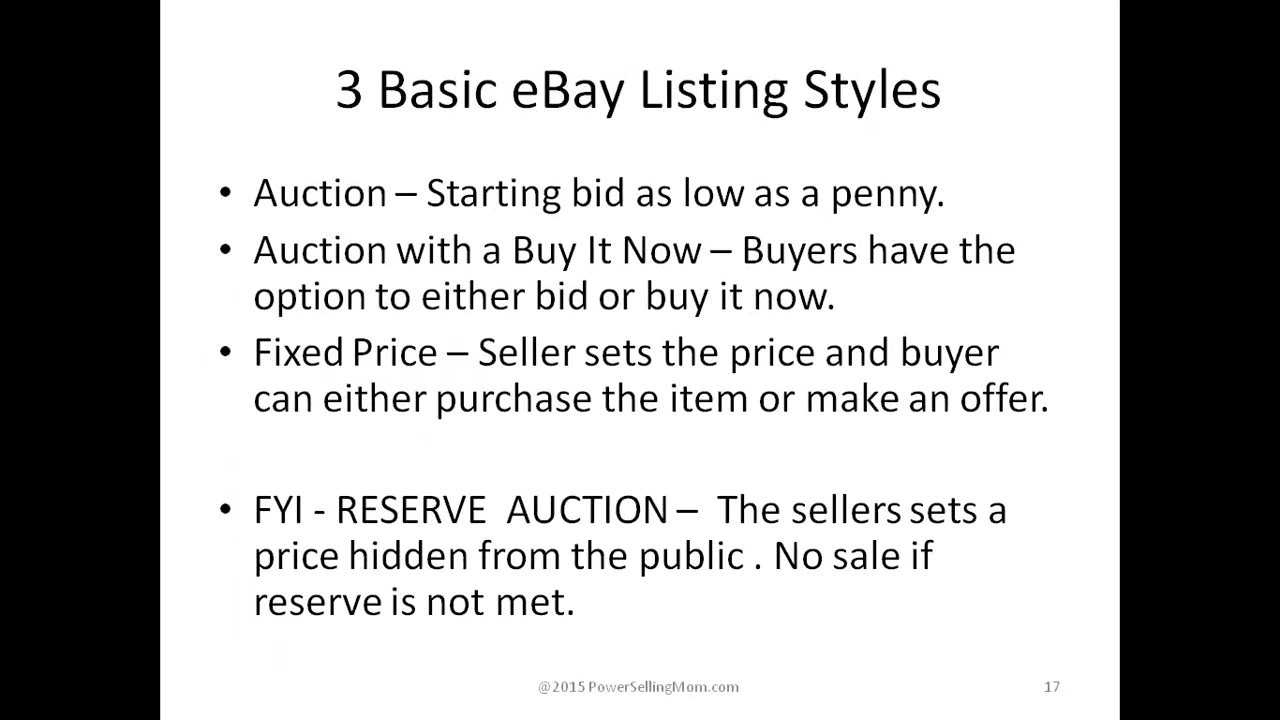 3 Basic eBay Listing Styles
• Auction – Starting bid as low as a penny.
• Auction with a Buy It Now – Buyers have the
option to either bid or buy it now.
• Fixed Price – Seller sets the price and buyer
can either purchase the item or make an offer.
• FYI - RESERVE AUCTION – The sellers sets a
price hidden from the public . No sale if
reserve is not met.
@2015 PowerSellingMom.com
17